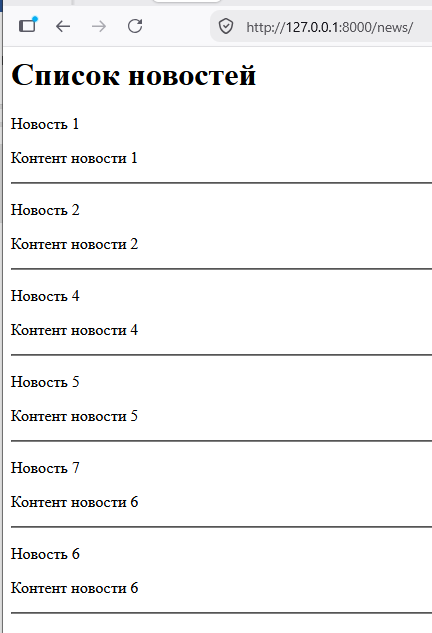 http://127.0.0.1:8000/news/
Список новостей
Новость 1
Контент новости 1
Новость 2
Контент новости 2
Новость 4
Контент новости 4
Новость 5
Контент новости 5
Новость 7
Контент новости 6
Новость 6
Контент новости 6